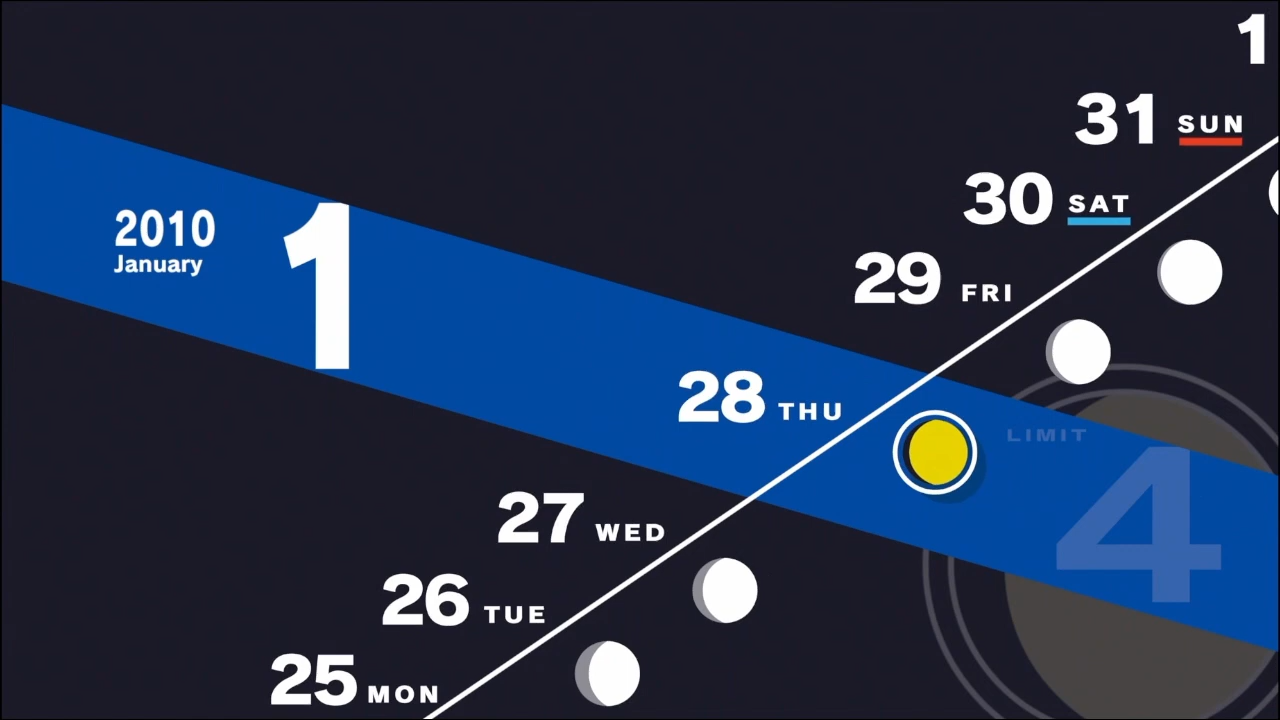 1
31 SUN
30 SAT
29 FRI
2010
January
1
28 THU
LIMIT
4
27 WED
26 TUE
25 MON